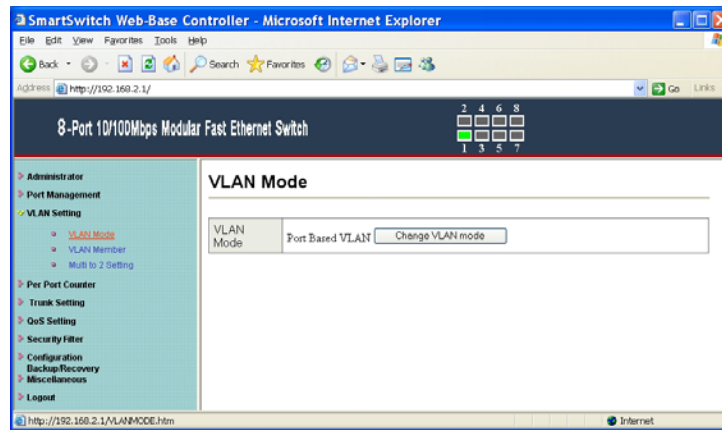 SmartSwitch Web-Base Controller - Microsoft Internet Explorer
File Edit View Favorites Tools Help
Back Search Favorites
Address http://192.168.2.1/ Go Links
8-Port 10/100Mbps Modular Fast Ethernet Switch
2 4 6 8
1 3 5 7
Administrator
Port Management
VLAN Setting
VLAN Mode
VLAN Member
Multi to 2 Setting
Per Port Counter
Trunk Setting
QoS Setting
Security Filter
Configuration
Backup/Recovery
Miscellaneous
Logout
VLAN Mode
VLAN
Mode
Port Based VLAN Change VLAN mode
http://192.168.2.1/VLANMODE.htm Internet